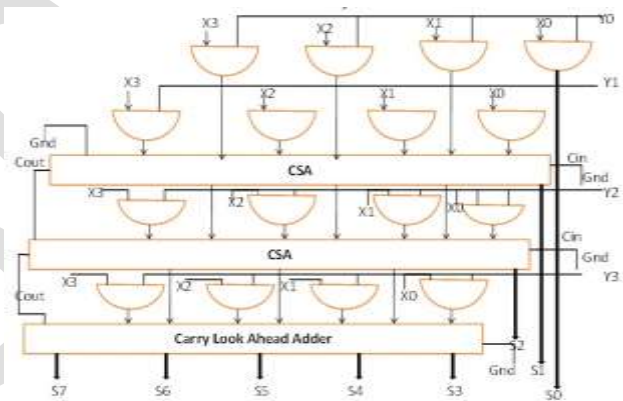 X3 X2 X1 X0 Y0
X3 X2 X1 X0 Y1
Gnd
Cout CSA Cin
Gnd
X3 X2 X1 X0 Y2
CSA Cin
Gnd
X3 X2 X1 X0 Y3
Cout
Carry Look Ahead Adder
Gnd S2
S1
S7 S6 S5 S4 S3 S0